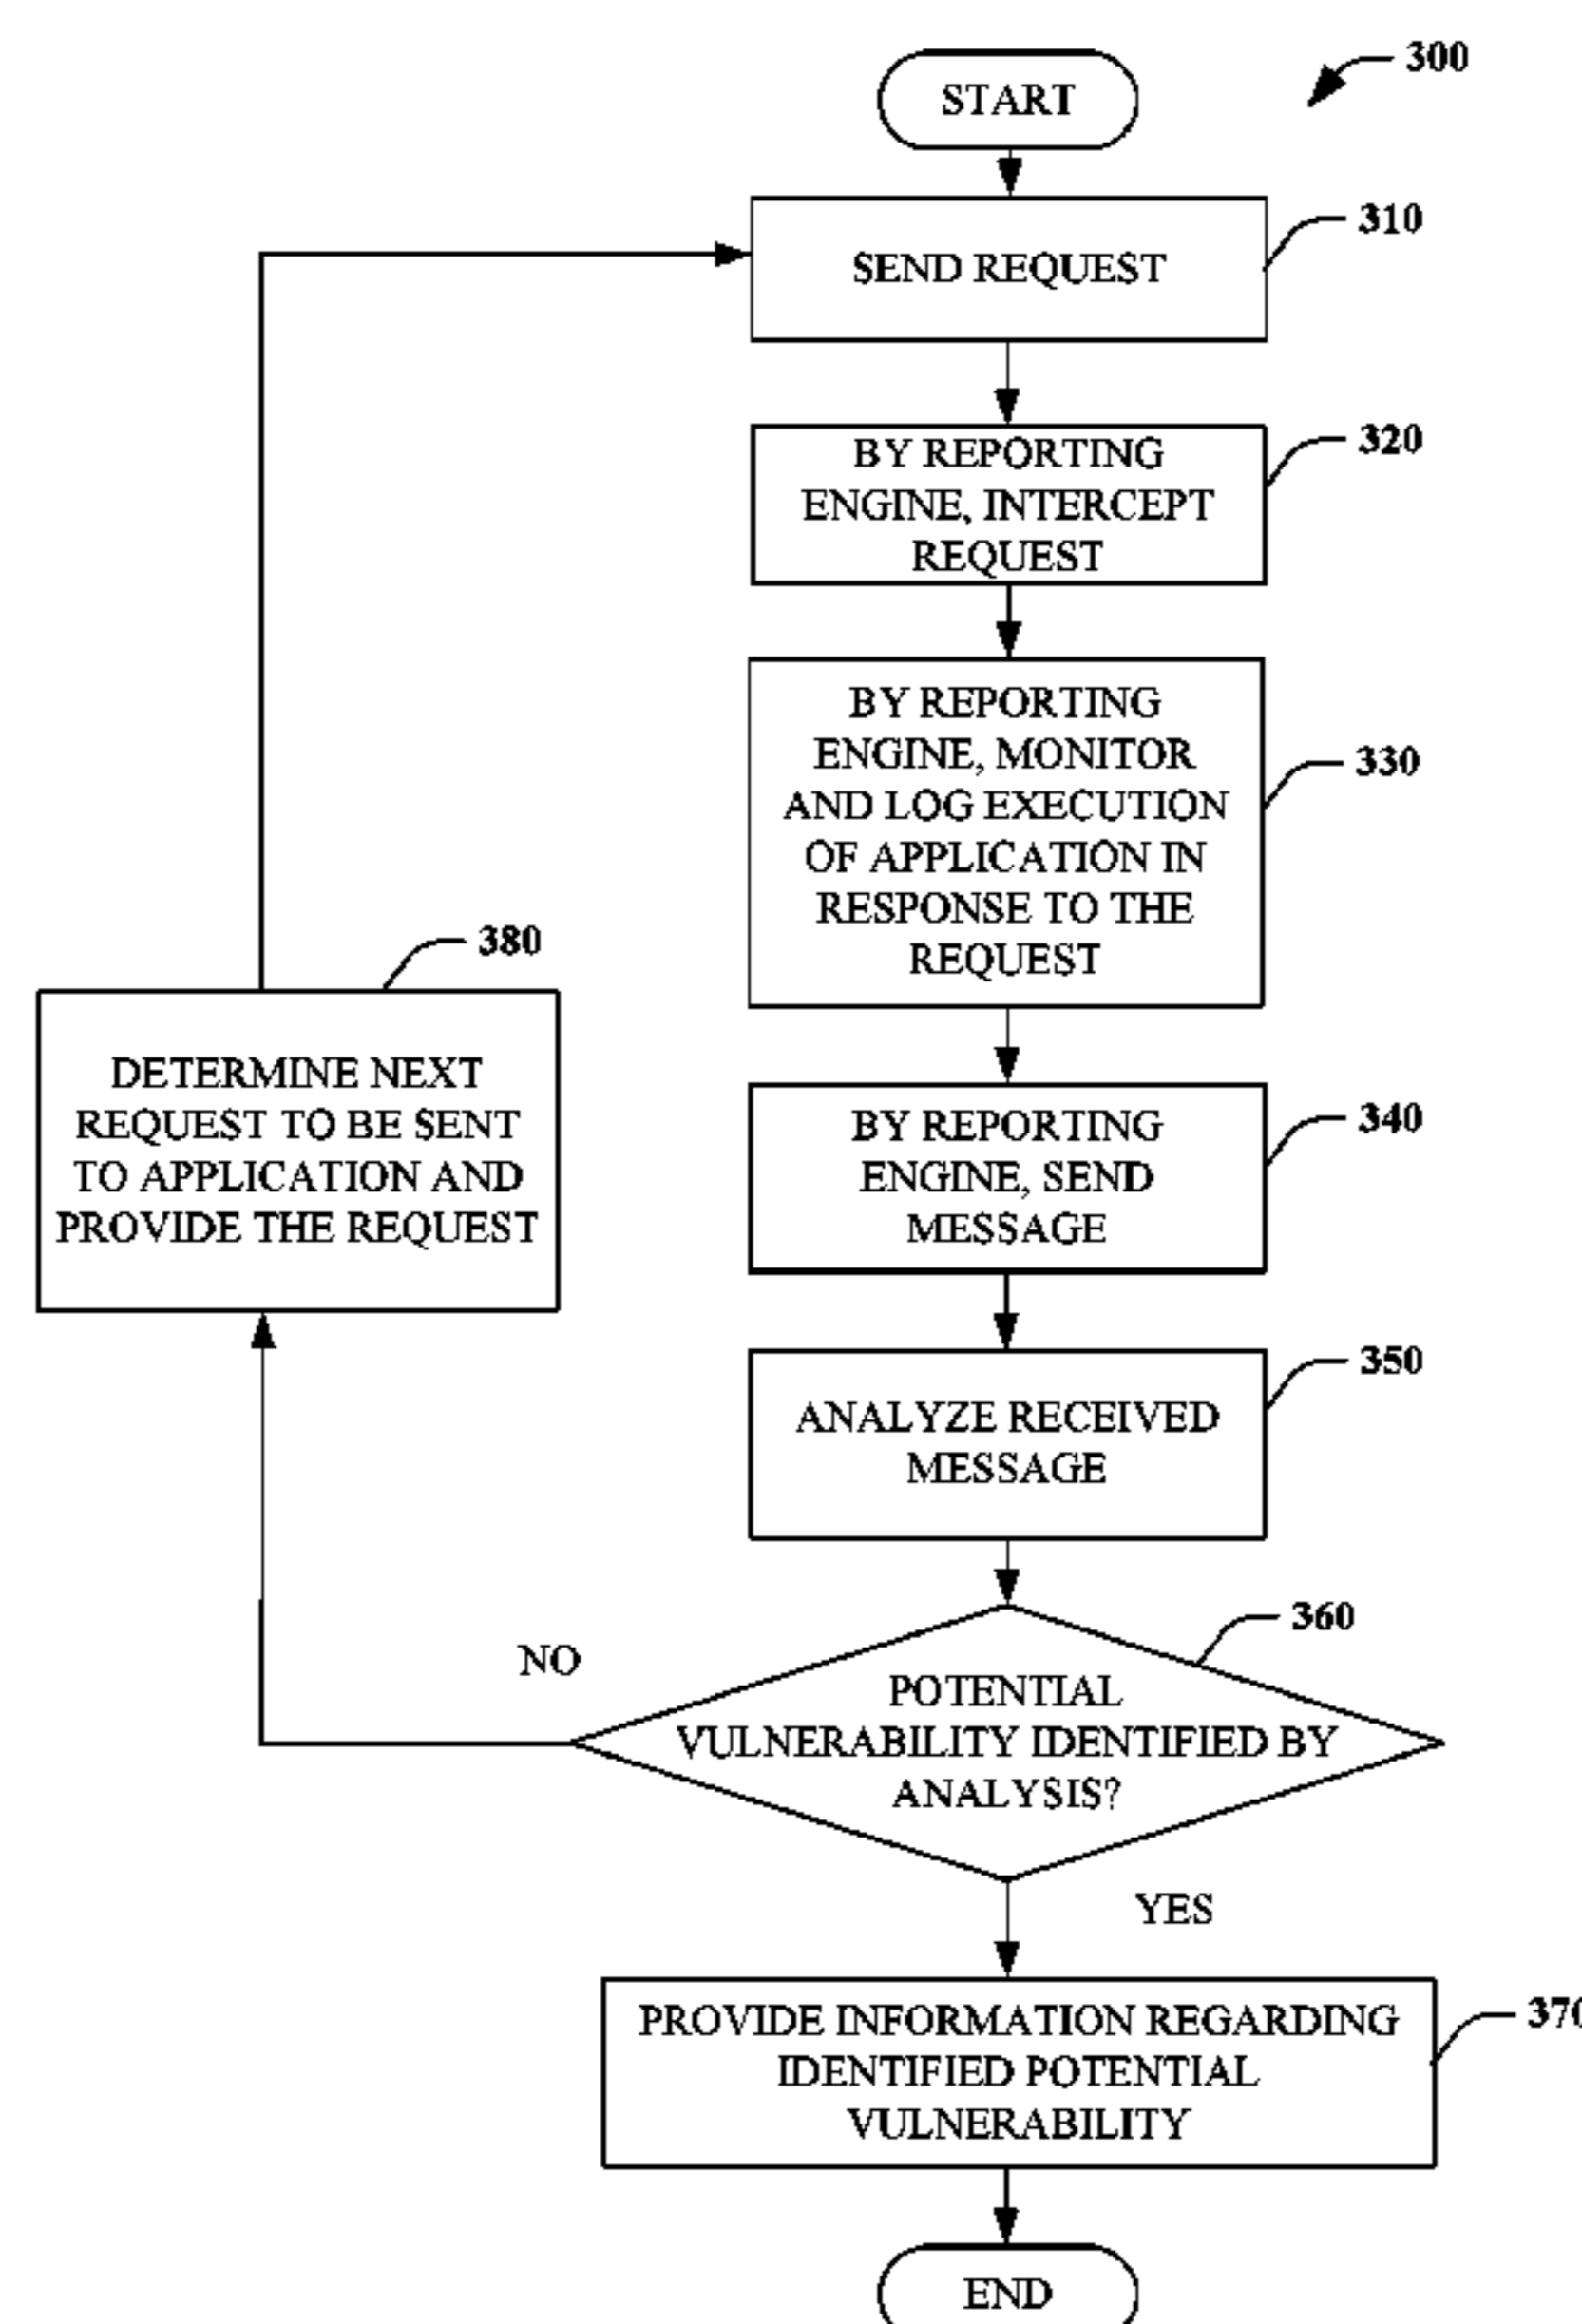 300
START
310
SEND REQUEST
320
BY REPORTING
ENGINE, INTERCEPT
REQUEST
330
BY REPORTING
ENGINE, MONITOR
AND LOG EXECUTION
OF APPLICATION IN
RESPONSE TO THE
REQUEST
380
DETERMINE NEXT
REQUEST TO BE SENT
TO APPLICATION AND
PROVIDE THE REQUEST
340
BY REPORTING
ENGINE, SEND
MESSAGE
350
ANALYZE RECEIVED
MESSAGE
360
NO
POTENTIAL
VULNERABILITY IDENTIFIED BY
ANALYSIS?
YES
370
PROVIDE INFORMATION REGARDING
IDENTIFIED POTENTIAL
VULNERABILITY
END